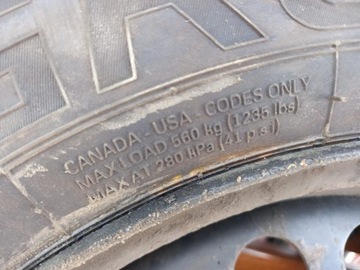 CANADA - USA - CODES ONLY
MAX LOAD 560 kg (1235 lbs)
MAX AT 280 kPa (41 p s i)